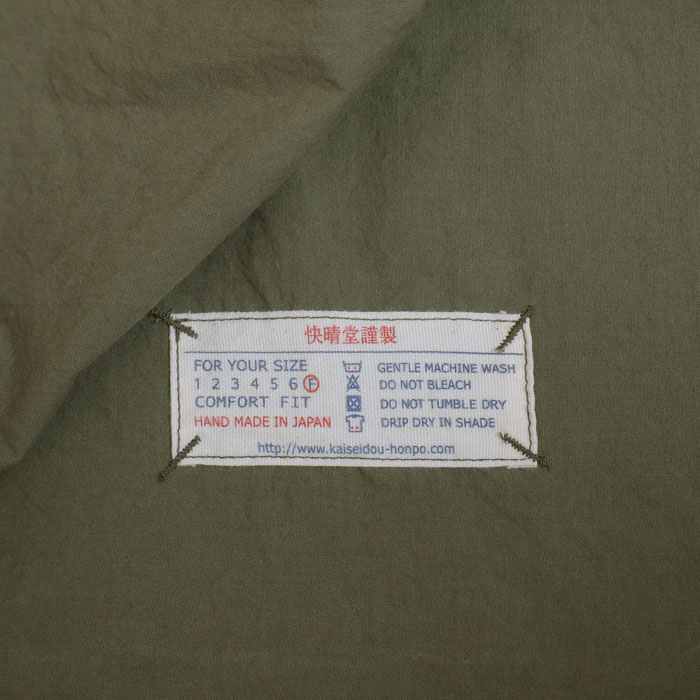 快晴堂謹製
FOR YOUR SIZE
1 2 3 4 5 6 F
COMFORT FIT
HAND MADE IN JAPAN
GENTLE MACHINE WASH
DO NOT BLEACH
DO NOT TUMBLE DRY
DRIP DRY IN SHADE
http://www.kaiseidou-honpo.com